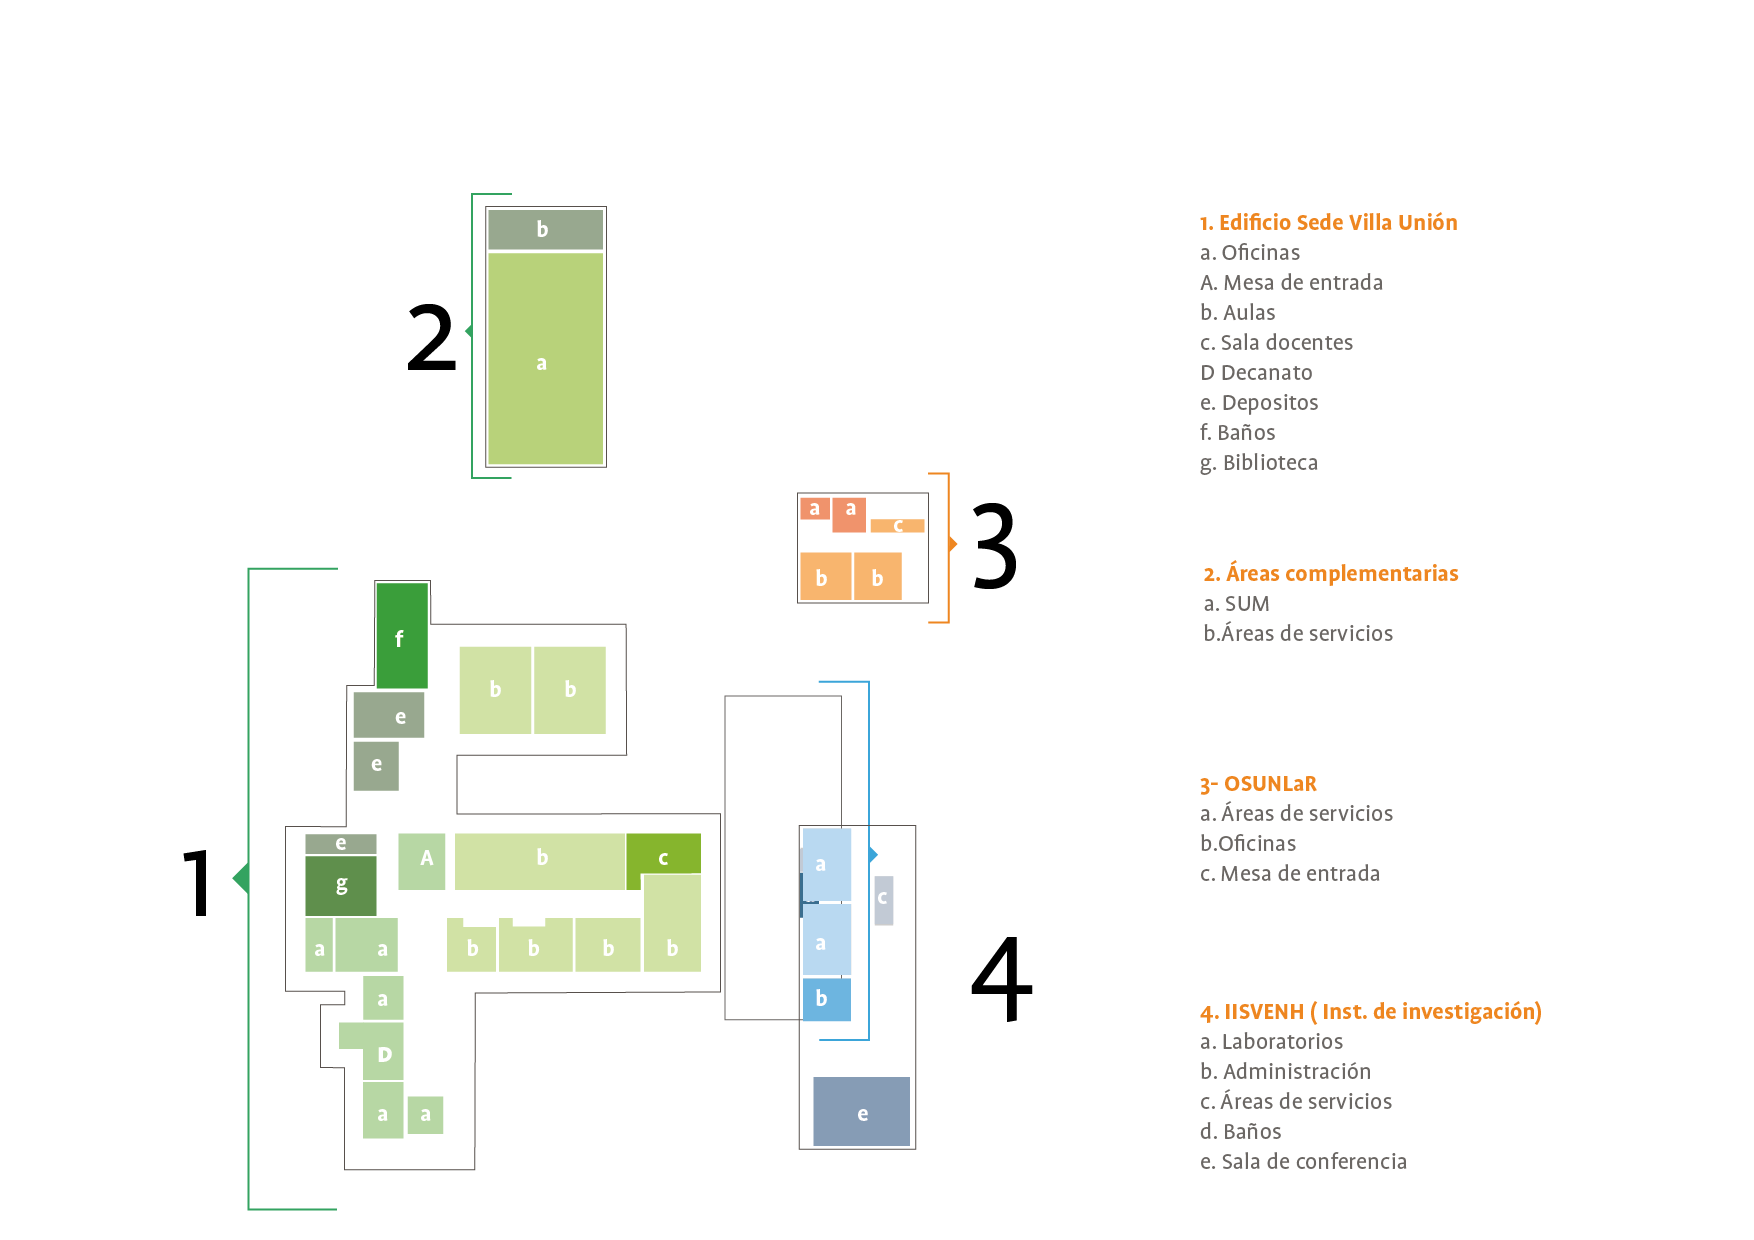 b
2
a
a
a
c
3
b
b
f
b
b
e
e
1
e
g
A
b
c
a
a
b
b
b
b
a
D
a
a
a
c
a
b
4
e
1. Edificio Sede Villa Unión
a. Oficinas
A. Mesa de entrada
b. Aulas
c. Sala docentes
D Decanato
e. Depositos
f. Baños
g. Biblioteca
2. Áreas complementarias
a. SUM
b.Áreas de servicios
3- OSUNLaR
a. Áreas de servicios
b.Oficinas
c. Mesa de entrada
4. IISVENH ( Inst. de investigación)
a. Laboratorios
b. Administración
c. Áreas de servicios
d. Baños
e. Sala de conferencia